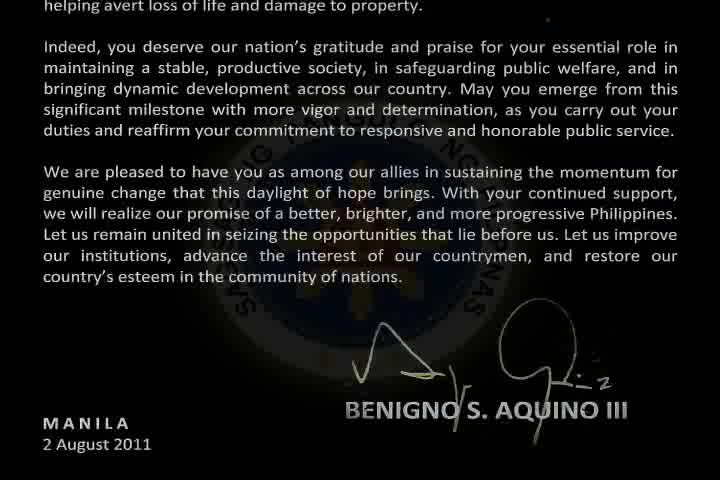 helping avert loss of life and damage to property.
Indeed, you deserve our nation's gratitude and praise for your essential role in
maintaining a stable, productive society, in safeguarding public welfare, and in
bringing dynamic development across our country. May you emerge from this
significant milestone with more vigor and determination, as you carry out your
duties and reaffirm your commitment to responsive and honorable public service.
We are pleased to have you as among our allies in sustaining the momentum for
genuine change that this daylight of hope brings. With your continued support,
we will realize our promise of a better, brighter, and more progressive Philippines.
Let us remain united in seizing the opportunities that lie before us. Let us improve
our institutions, advance the interest of our countrymen, and restore our
country's esteem in the community of nations.
BENIGNO S. AQUINO III
MANILA
2 August 2011